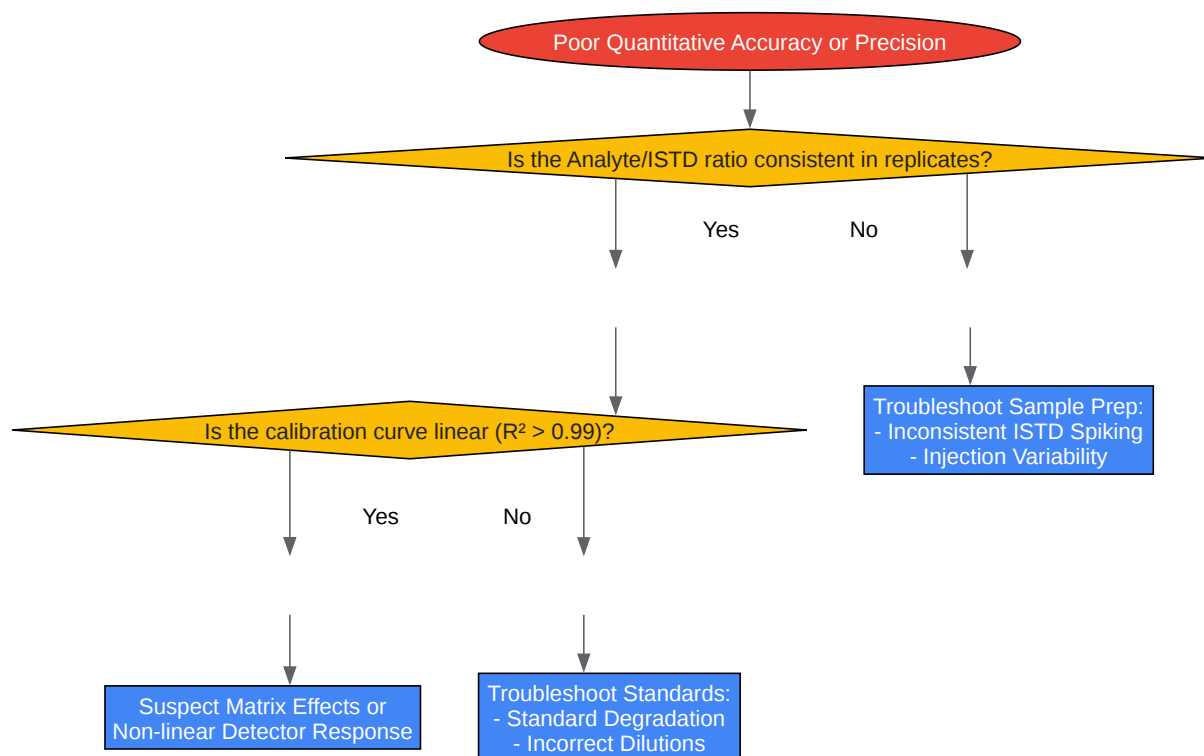 Poor Quantitative Accuracy or Precision
Is the Analyte/ISTD ratio consistent in replicates?
Yes
No
Troubleshoot Sample Prep:
- Inconsistent ISTD Spiking
- Injection Variability
Is the calibration curve linear (R² > 0.99)?
Yes
No
Suspect Matrix Effects or
Non-linear Detector Response
Troubleshoot Standards:
- Standard Degradation
- Incorrect Dilutions